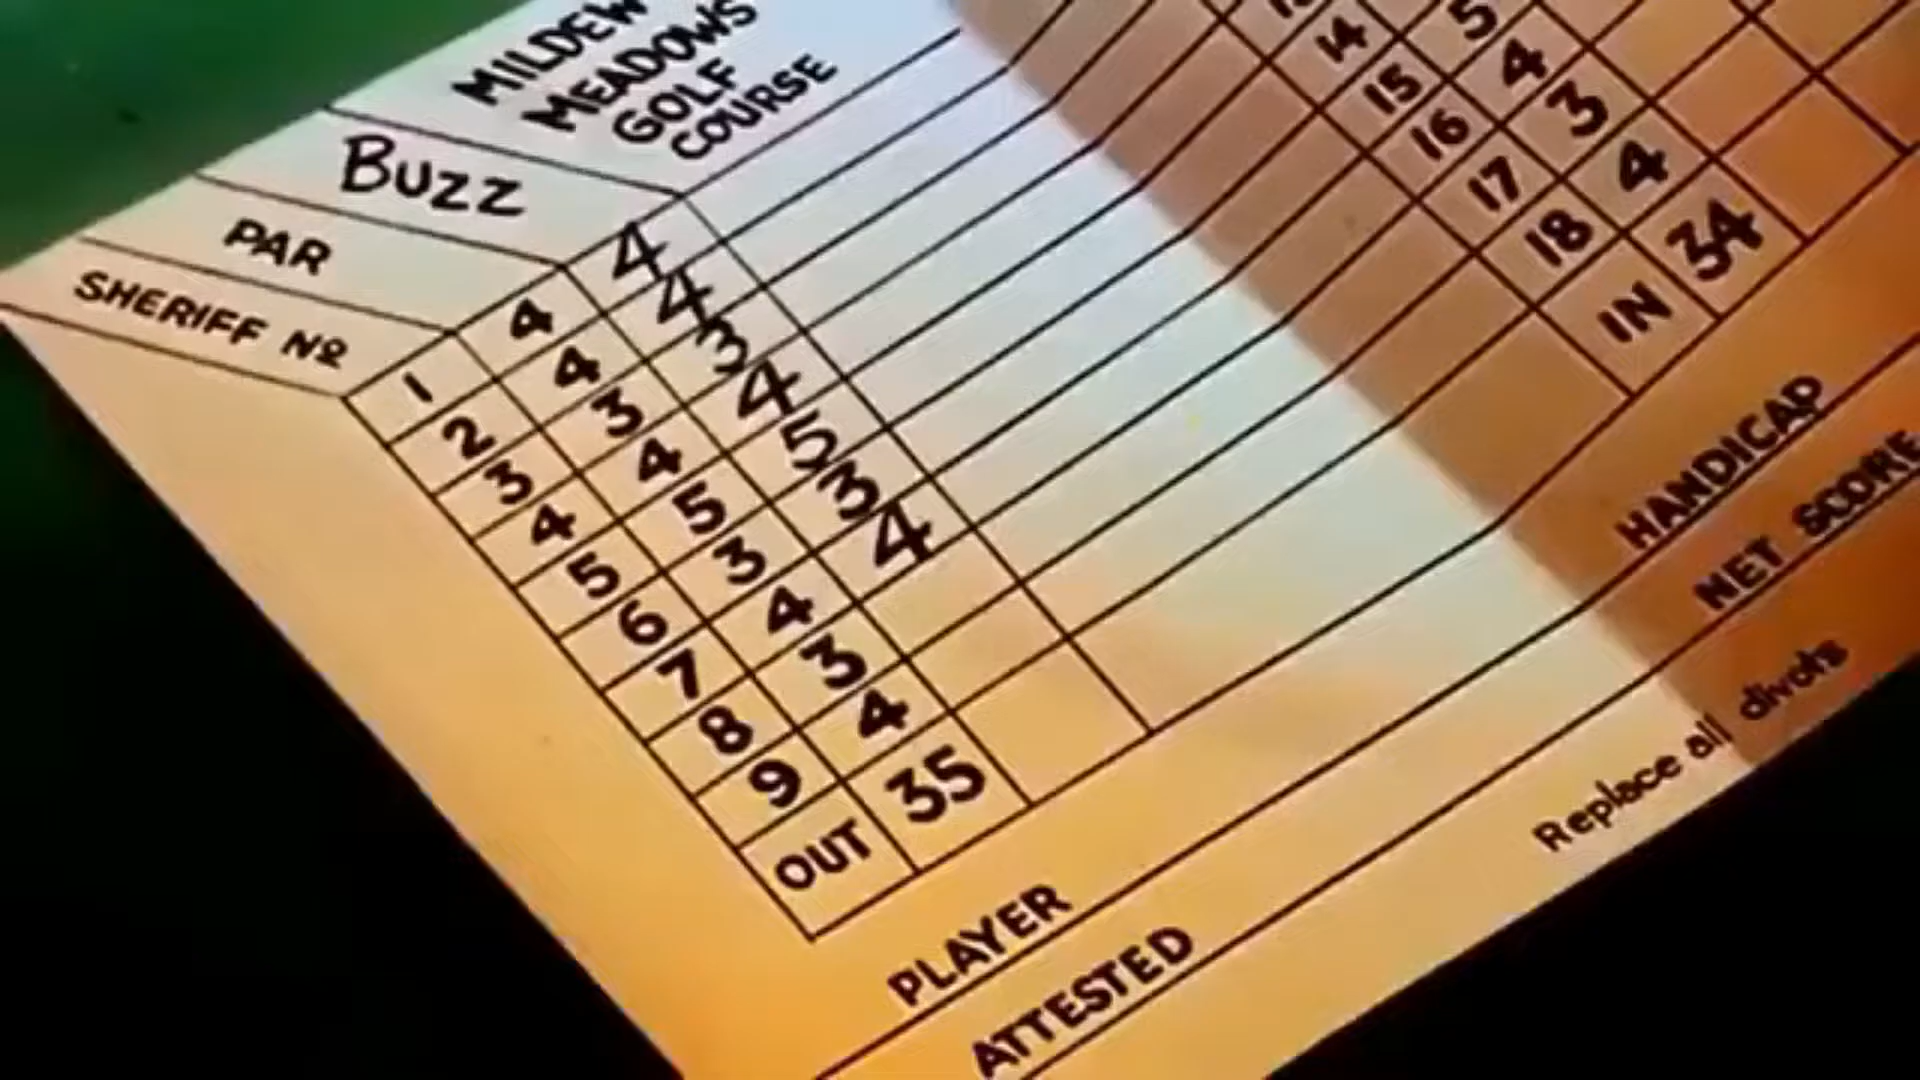 MILDEW
MEADOWS
GOLF
COURSE
BUZZ
PAR
SHERIFF Nº
1 4 4
2 4 4
3 3 3
4 4 4
5 5 5
6 3 3
7 4 4
8 3
9 4
OUT 35
14 5
15 4
16 3
17 4
18
IN 34
HANDICAP
NET SCORE
PLAYER
ATTESTED
Replace all divots